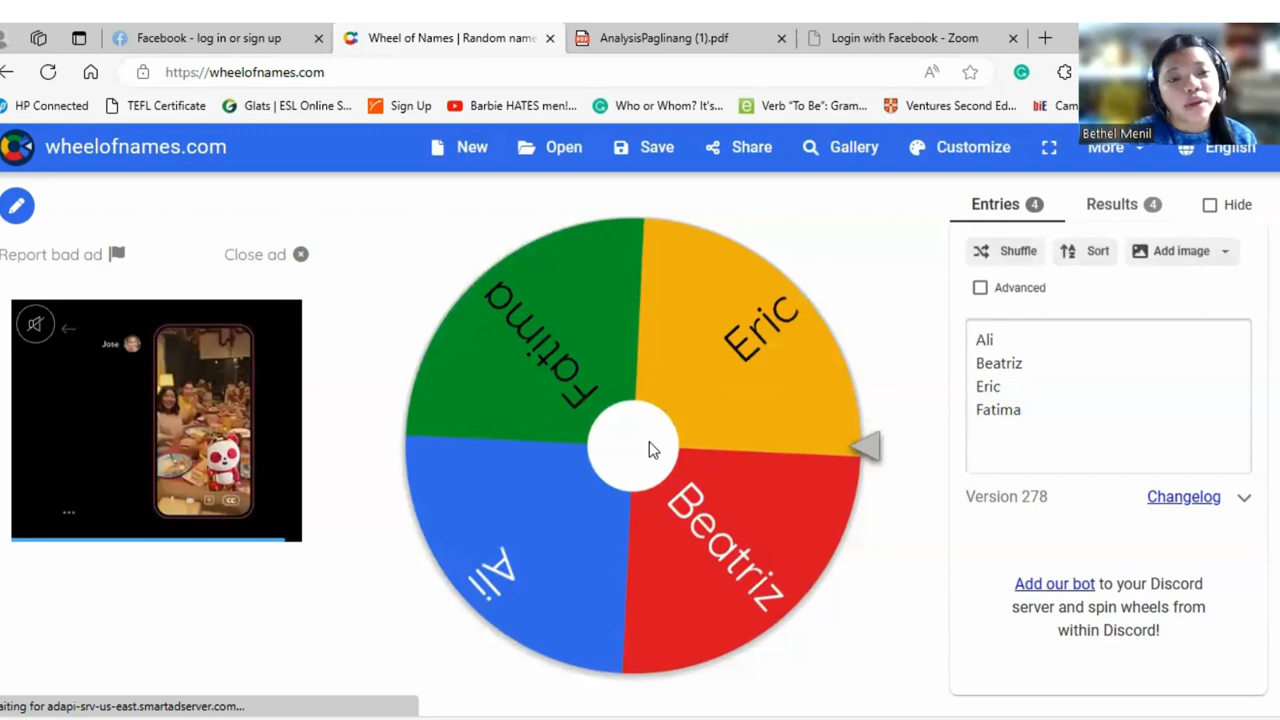 Facebook - log in or sign up
Wheel of Names | Random name
AnalysisPaglinang (1).pdf
Login with Facebook - Zoom
https://wheelofnames.com
HP Connected
TEFL Certificate
Glats | ESL Online S...
Sign Up
Barbie HATES men!...
Who or Whom? It's...
Verb "To Be": Gram...
Ventures Second Ed...
Cam
Bethel Menil
wheelofnames.com
New
Open
Save
Share
Gallery
Customize
More
English
Report bad ad
Close ad
Jose
CC
Fatima
Eric
Ali
Beatriz
Entries 4
Results 4
Hide
Shuffle
Sort
Add image
Advanced
Ali
Beatriz
Eric
Fatima
Version 278
Changelog
Add our bot to your Discord
server and spin wheels from
within Discord!
aiting for adapi-srv-us-east.smartadserver.com...